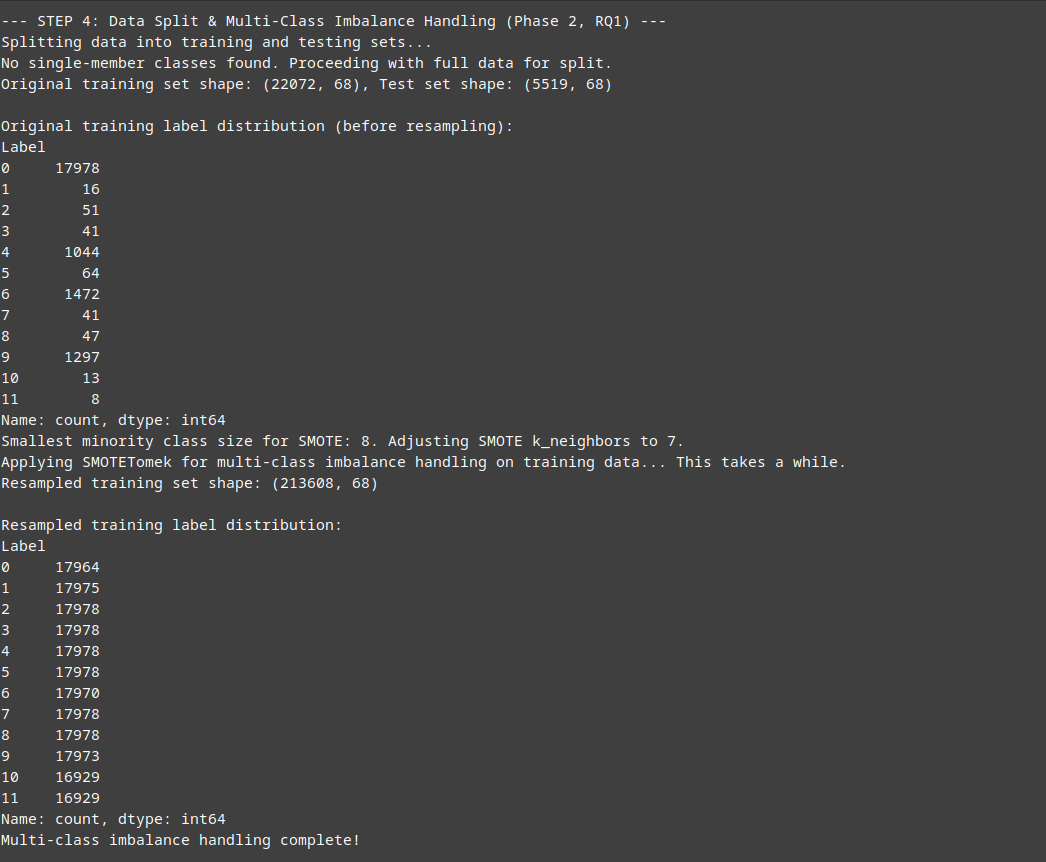 --- STEP 4: Data Split & Multi-Class Imbalance Handling (Phase 2, RQ1) ---
Splitting data into training and testing sets...
No single-member classes found. Proceeding with full data for split.
Original training set shape: (22072, 68), Test set shape: (5519, 68)
Original training label distribution (before resampling):
Label
0     17978
1        16
2        51
3        41
4      1044
5        64
6      1472
7        41
8        47
9      1297
10       13
11        8
Name: count, dtype: int64
Smallest minority class size for SMOTE: 8. Adjusting SMOTE k_neighbors to 7.
Applying SMOTETomek for multi-class imbalance handling on training data... This takes a while.
Resampled training set shape: (213608, 68)
Resampled training label distribution:
Label
0     17964
1     17975
2     17978
3     17978
4     17978
5     17978
6     17970
7     17978
8     17978
9     17973
10    16929
11    16929
Name: count, dtype: int64
Multi-class imbalance handling complete!